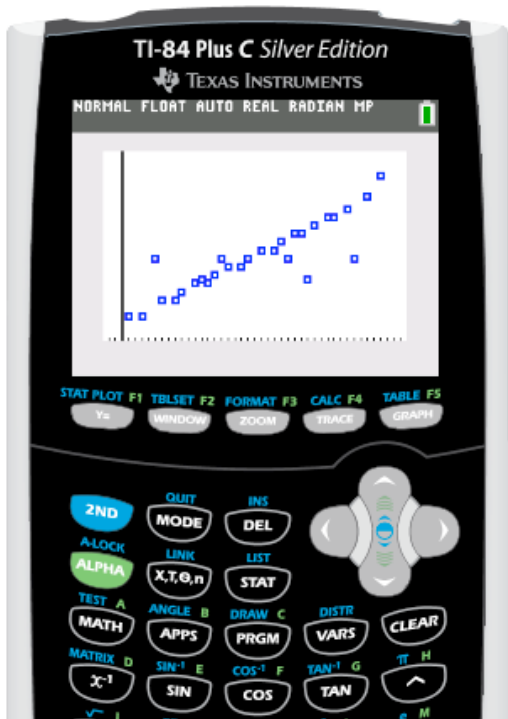 TI-84 Plus C Silver Edition
TEXAS INSTRUMENTS
NORMAL FLOAT AUTO REAL RADIAN MP
STAT PLOT F1 TBLSET F2 FORMAT F3 CALC F4 TABLE F5
Y= WINDOW ZOOM TRACE GRAPH
QUIT INS
2ND MODE DEL
A-LOCK LINK LIST
ALPHA X,T,Θ,n STAT
TEST A ANGLE B DRAW C DISTR
MATH APPS PRGM VARS CLEAR
MATRIX D SIN⁻¹ E COS⁻¹ F TAN⁻¹ G π H
x⁻¹ SIN COS TAN ^